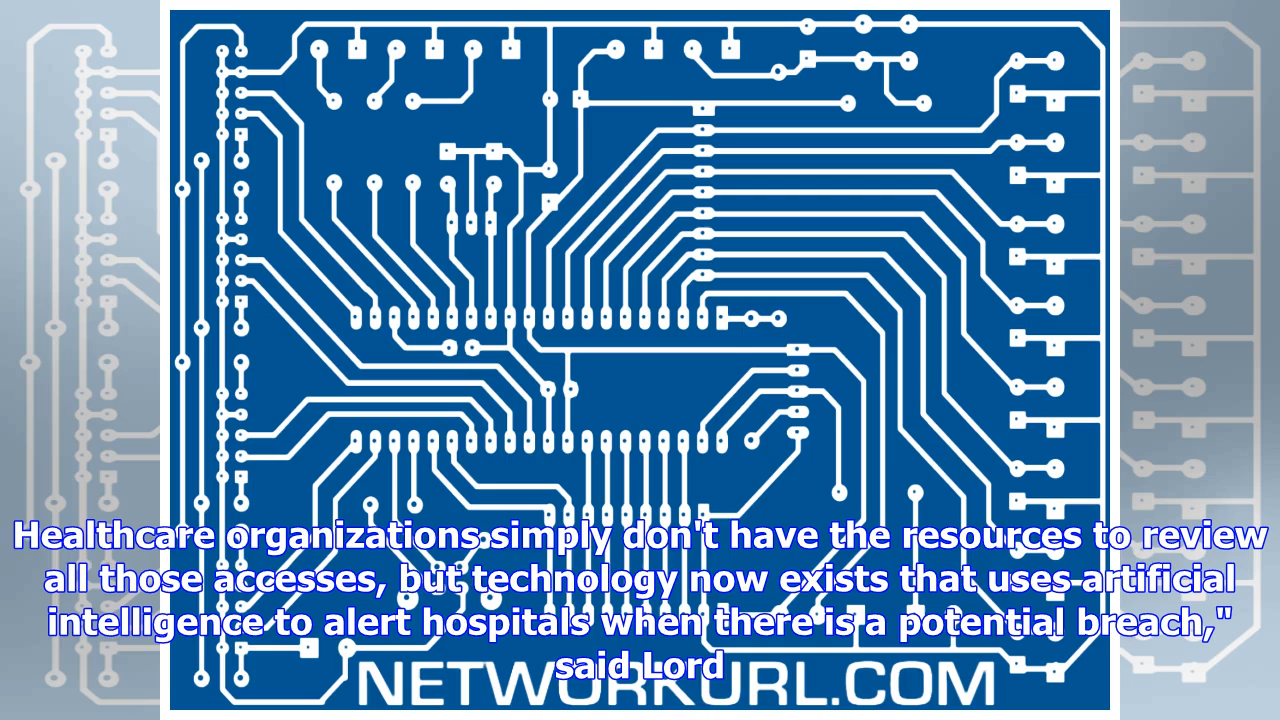 Healthcare organizations simply don't have the resources to review
all those accesses, but technology now exists that uses artificial
intelligence to alert hospitals when there is a potential breach,"
said Lord
NETWORKURL.COM